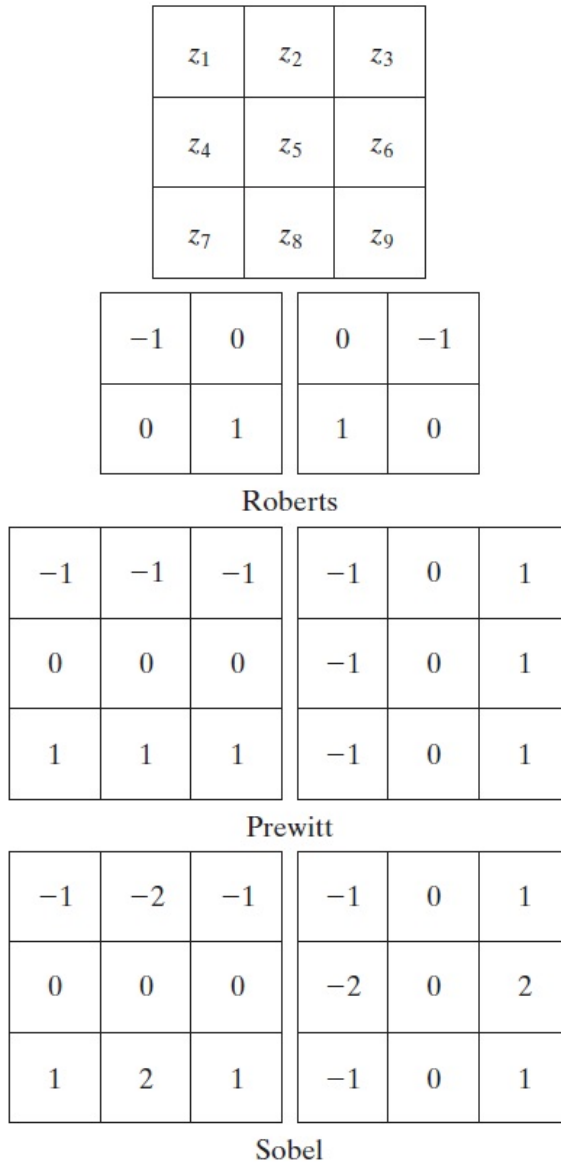 z₁ z₂ z₃
z₄ z₅ z₆
z₇ z₈ z₉
−1 0 0 −1
0 1 1 0
Roberts
−1 −1 −1 −1 0 1
0 0 0 −1 0 1
1 1 1 −1 0 1
Prewitt
−1 −2 −1 −1 0 1
0 0 0 −2 0 2
1 2 1 −1 0 1
Sobel